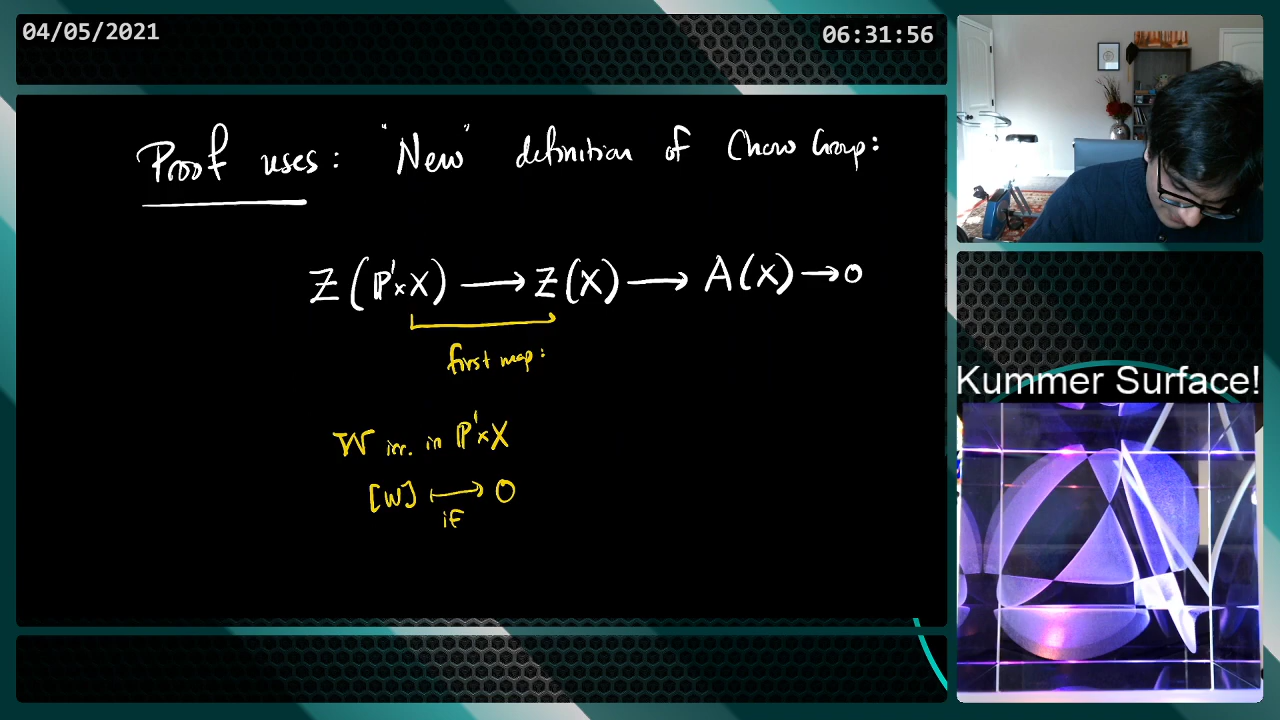 04/05/2021
06:31:56
Proof uses: "New" definition of Chow Group:
Z(ℙ¹×X) ⟶ Z(X) ⟶ A(X) → 0
first map:
W irr. in ℙ¹×X
[W] ⟼ 0
if
Kummer Surface!